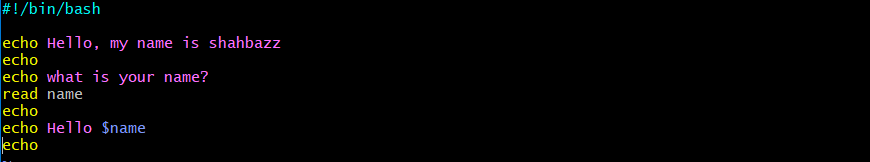 #!/bin/bash

echo Hello, my name is shahbazz
echo
echo what is your name?
read name
echo
echo Hello $name
echo